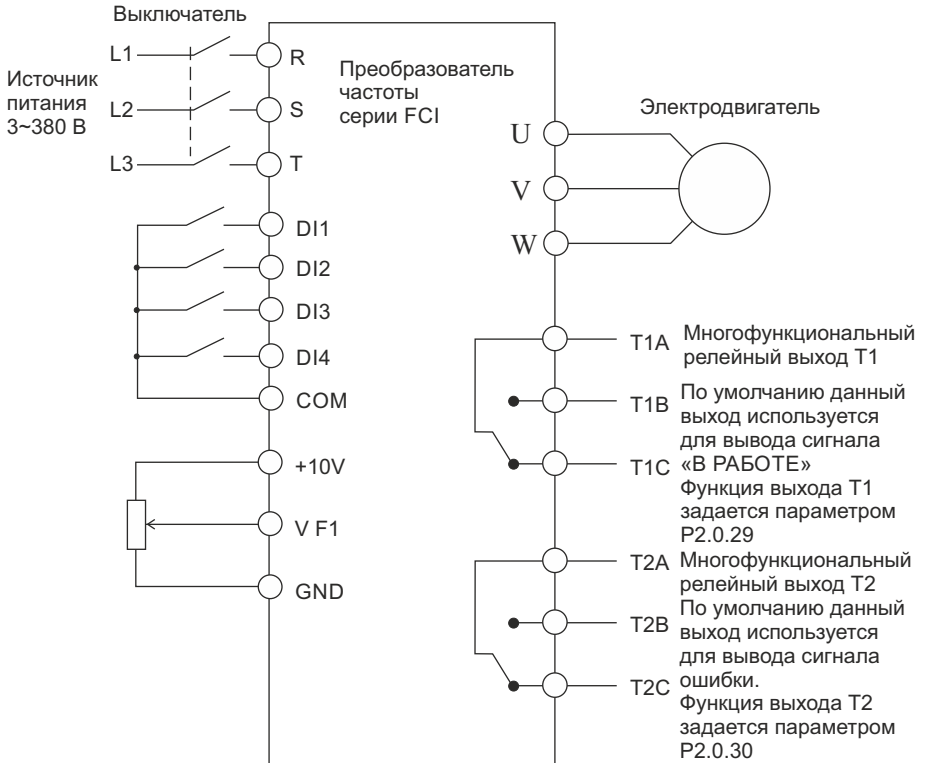 Выключатель
L1
L2
L3
Источник
питания
3~380 В
R
S
T
Преобразователь
частоты
серии FCI
Электродвигатель
U
V
W
DI1
DI2
DI3
DI4
COM
+10V
V F1
GND
T1A
T1B
T1C
Многофункциональный
релейный выход Т1
По умолчанию данный
выход используется
для вывода сигнала
«В РАБОТЕ»
Функция выхода Т1
задается параметром
Р2.0.29
T2A
T2B
T2C
Многофункциональный
релейный выход Т2
По умолчанию данный
выход используется
для вывода сигнала
ошибки.
Функция выхода Т2
задается параметром
Р2.0.30